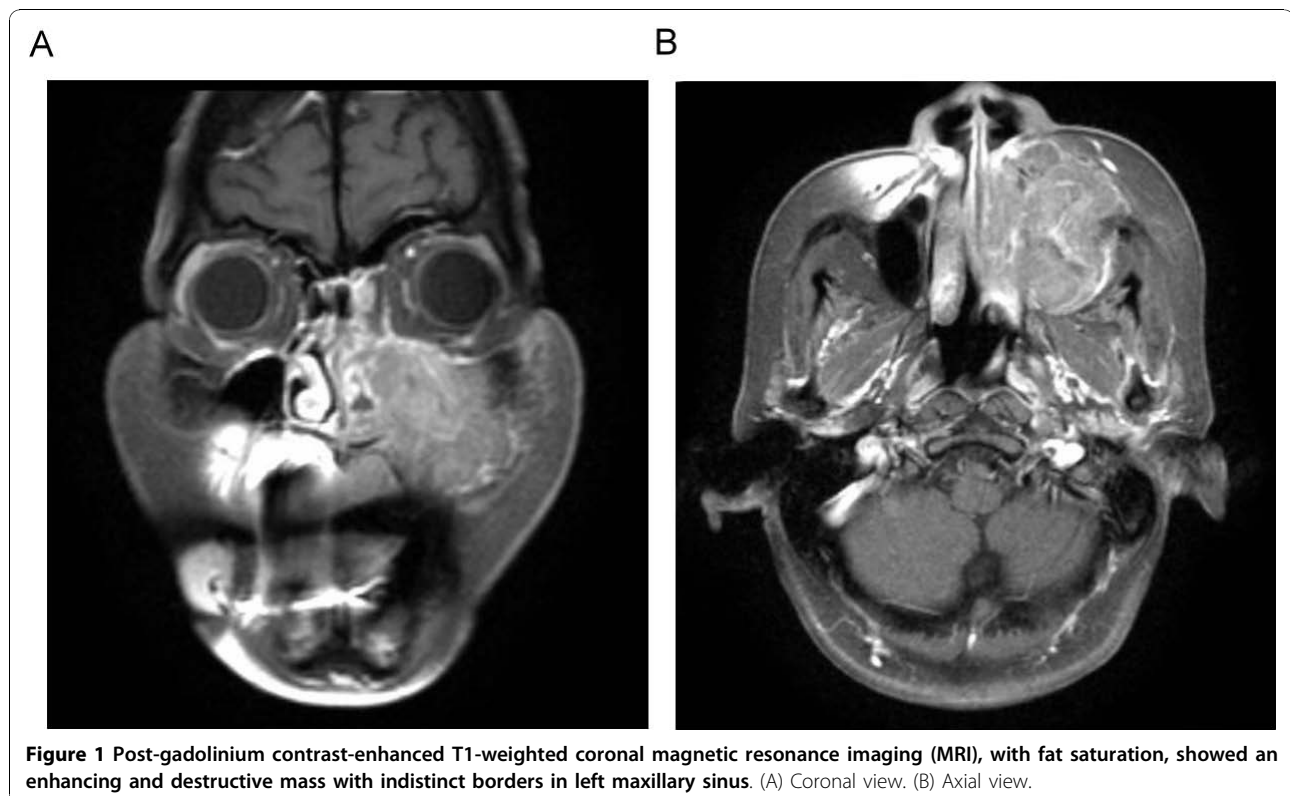 A
B
Figure 1 Post-gadolinium contrast-enhanced T1-weighted coronal magnetic resonance imaging (MRI), with fat saturation, showed an
enhancing and destructive mass with indistinct borders in left maxillary sinus. (A) Coronal view. (B) Axial view.